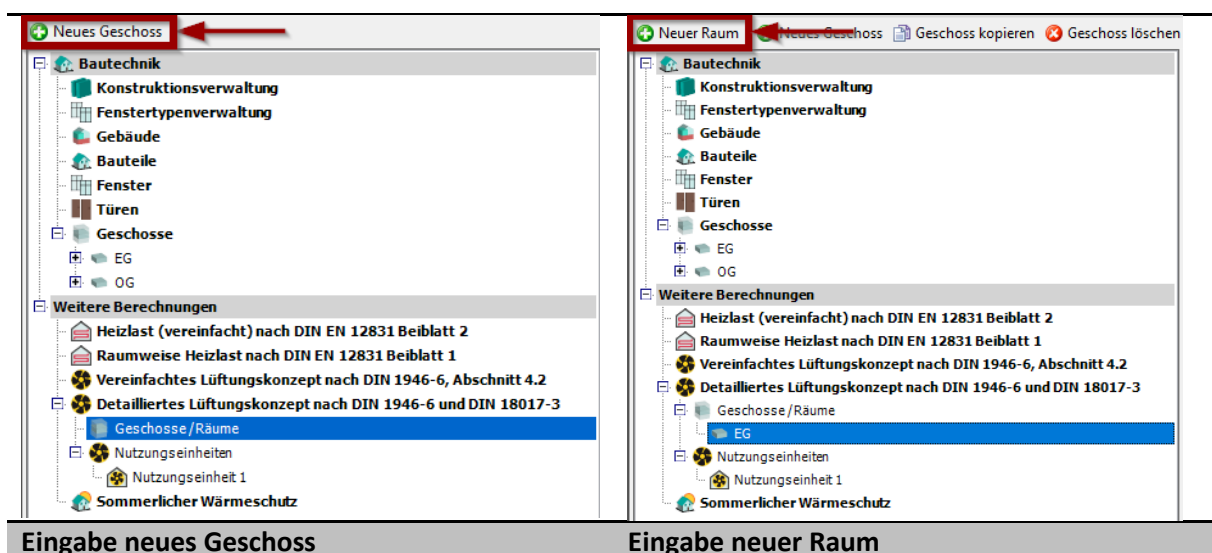 Neues Geschoss
Bautechnik
Konstruktionsverwaltung
Fenstertypenverwaltung
Gebäude
Bauteile
Fenster
Türen
Geschosse
EG
OG
Weitere Berechnungen
Heizlast (vereinfacht) nach DIN EN 12831 Beiblatt 2
Raumweise Heizlast nach DIN EN 12831 Beiblatt 1
Vereinfachtes Lüftungskonzept nach DIN 1946-6, Abschnitt 4.2
Detailliertes Lüftungskonzept nach DIN 1946-6 und DIN 18017-3
Geschosse/Räume
Nutzungseinheiten
Nutzungseinheit 1
Sommerlicher Wärmeschutz
Eingabe neues Geschoss
Neuer Raum Neues Geschoss Geschoss kopieren Geschoss löschen
Bautechnik
Konstruktionsverwaltung
Fenstertypenverwaltung
Gebäude
Bauteile
Fenster
Türen
Geschosse
EG
OG
Weitere Berechnungen
Heizlast (vereinfacht) nach DIN EN 12831 Beiblatt 2
Raumweise Heizlast nach DIN EN 12831 Beiblatt 1
Vereinfachtes Lüftungskonzept nach DIN 1946-6, Abschnitt 4.2
Detailliertes Lüftungskonzept nach DIN 1946-6 und DIN 18017-3
Geschosse/Räume
EG
Nutzungseinheiten
Nutzungseinheit 1
Sommerlicher Wärmeschutz
Eingabe neuer Raum